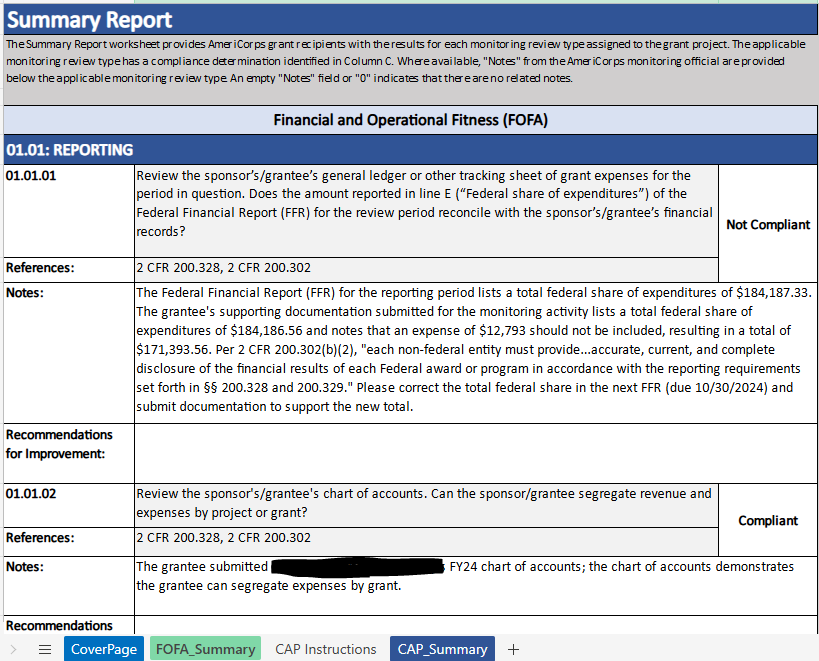 Summary Report
The Summary Report worksheet provides AmeriCorps grant recipients with the results for each monitoring review type assigned to the grant project. The applicable
monitoring review type has a compliance determination identified in Column C. Where available, "Notes" from the AmeriCorps monitoring official are provided
below the applicable monitoring review type. An empty "Notes" field or "0" indicates that there are no related notes.
Financial and Operational Fitness (FOFA)
01.01: REPORTING
01.01.01
Review the sponsor's/grantee's general ledger or other tracking sheet of grant expenses for the
period in question. Does the amount reported in line E ("Federal share of expenditures") of the
Federal Financial Report (FFR) for the review period reconcile with the sponsor's/grantee's financial
records?
Not Compliant
References:
2 CFR 200.328, 2 CFR 200.302
Notes:
The Federal Financial Report (FFR) for the reporting period lists a total federal share of expenditures of $184,187.33.
The grantee's supporting documentation submitted for the monitoring activity lists a total federal share of
expenditures of $184,186.56 and notes that an expense of $12,793 should not be included, resulting in a total of
$171,393.56. Per 2 CFR 200.302(b)(2), "each non-federal entity must provide...accurate, current, and complete
disclosure of the financial results of each Federal award or program in accordance with the reporting requirements
set forth in §§ 200.328 and 200.329." Please correct the total federal share in the next FFR (due 10/30/2024) and
submit documentation to support the new total.
Recommendations
for Improvement:
01.01.02
Review the sponsor's/grantee's chart of accounts. Can the sponsor/grantee segregate revenue and
expenses by project or grant?
Compliant
References:
2 CFR 200.328, 2 CFR 200.302
Notes:
The grantee submitted FY24 chart of accounts; the chart of accounts demonstrates
the grantee can segregate expenses by grant.
Recommendations
CoverPage
FOFA_Summary
CAP Instructions
CAP_Summary